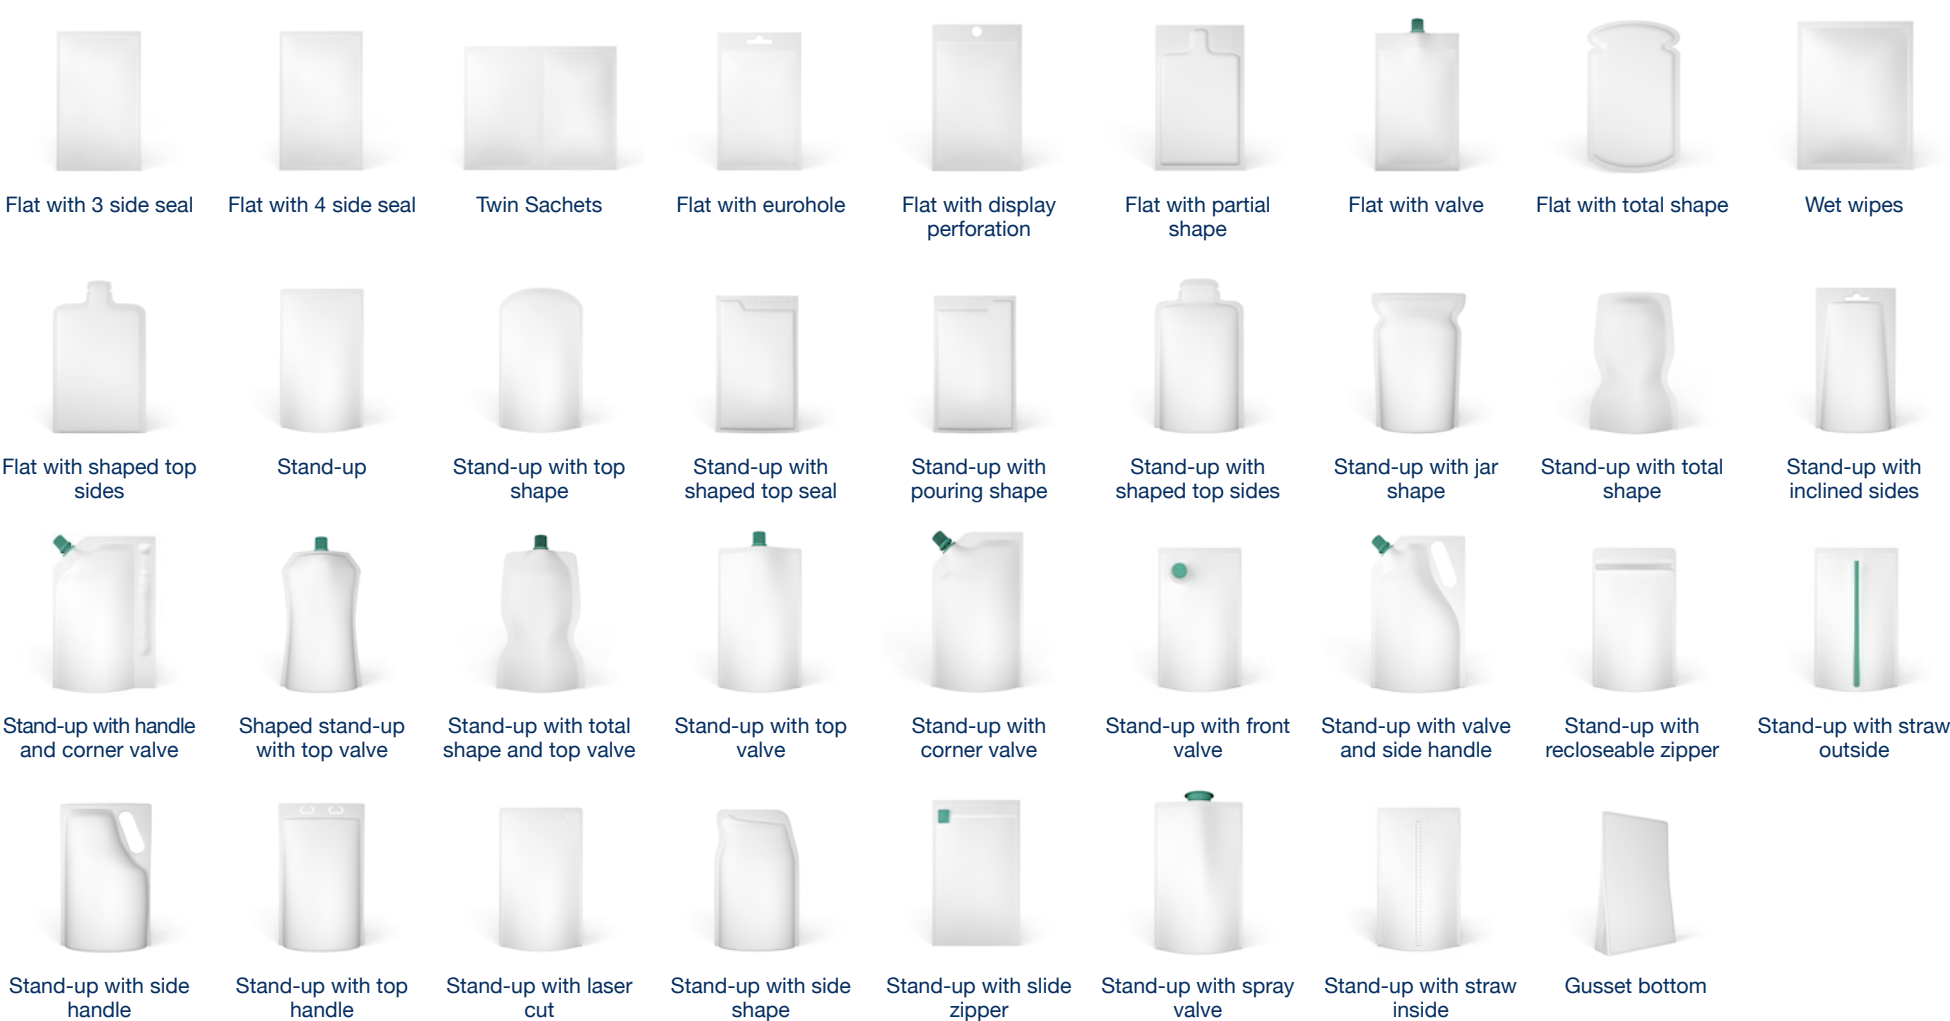 Flat with 3 side seal
Flat with 4 side seal
Twin Sachets
Flat with eurohole
Flat with display
perforation
Flat with partial
shape
Flat with valve
Flat with total shape
Wet wipes
Flat with shaped top
sides
Stand-up
Stand-up with top
shape
Stand-up with
shaped top seal
Stand-up with
pouring shape
Stand-up with
shaped top sides
Stand-up with jar
shape
Stand-up with total
shape
Stand-up with
inclined sides
Stand-up with handle
and corner valve
Shaped stand-up
with top valve
Stand-up with total
shape and top valve
Stand-up with top
valve
Stand-up with
corner valve
Stand-up with front
valve
Stand-up with valve
and side handle
Stand-up with
recloseable zipper
Stand-up with straw
outside
Stand-up with side
handle
Stand-up with top
handle
Stand-up with laser
cut
Stand-up with side
shape
Stand-up with slide
zipper
Stand-up with spray
valve
Stand-up with straw
inside
Gusset bottom